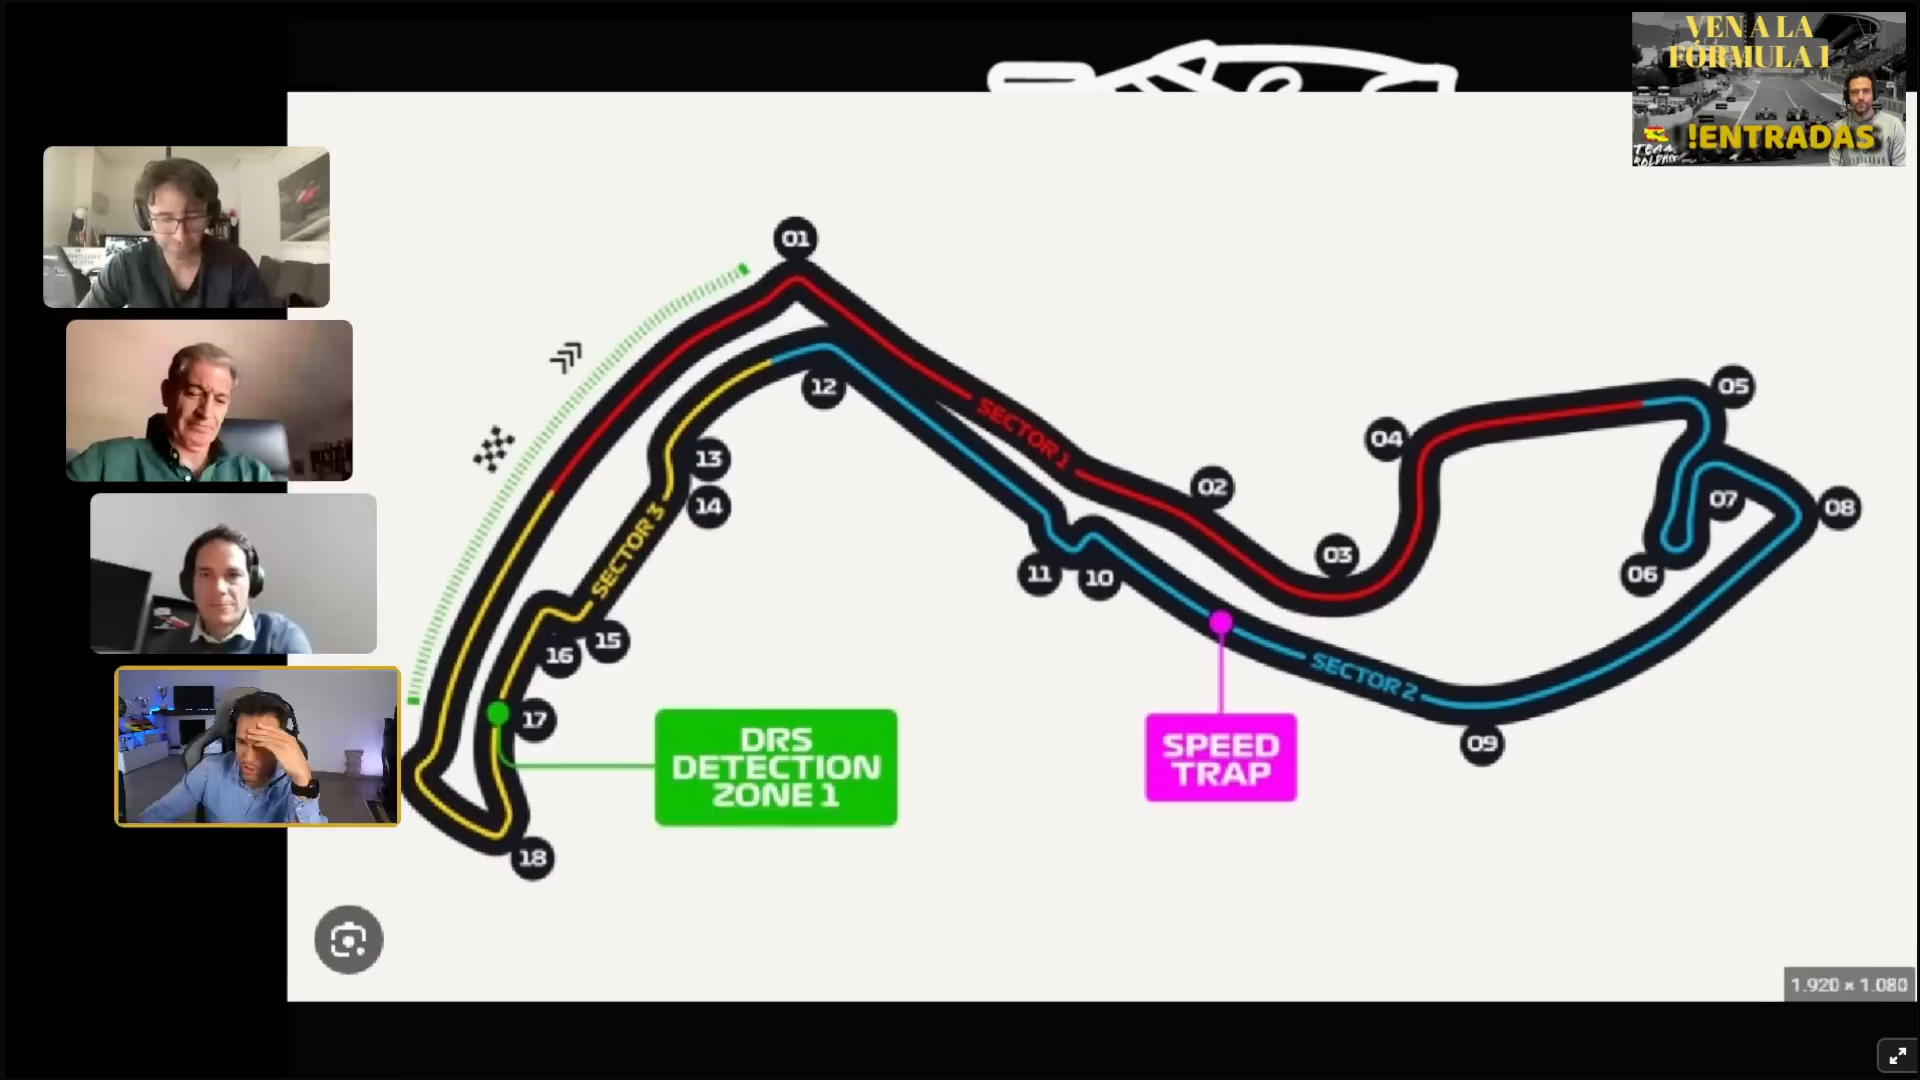 VEN A LA
FÓRMULA 1
!ENTRADAS
TEAM
ROLDÁN
01
02
03
04
05
06
07
08
09
10
11
12
13
14
15
16
17
18
SECTOR 1
SECTOR 2
SECTOR 3
DRS
DETECTION
ZONE 1
SPEED
TRAP
1.920 × 1.080